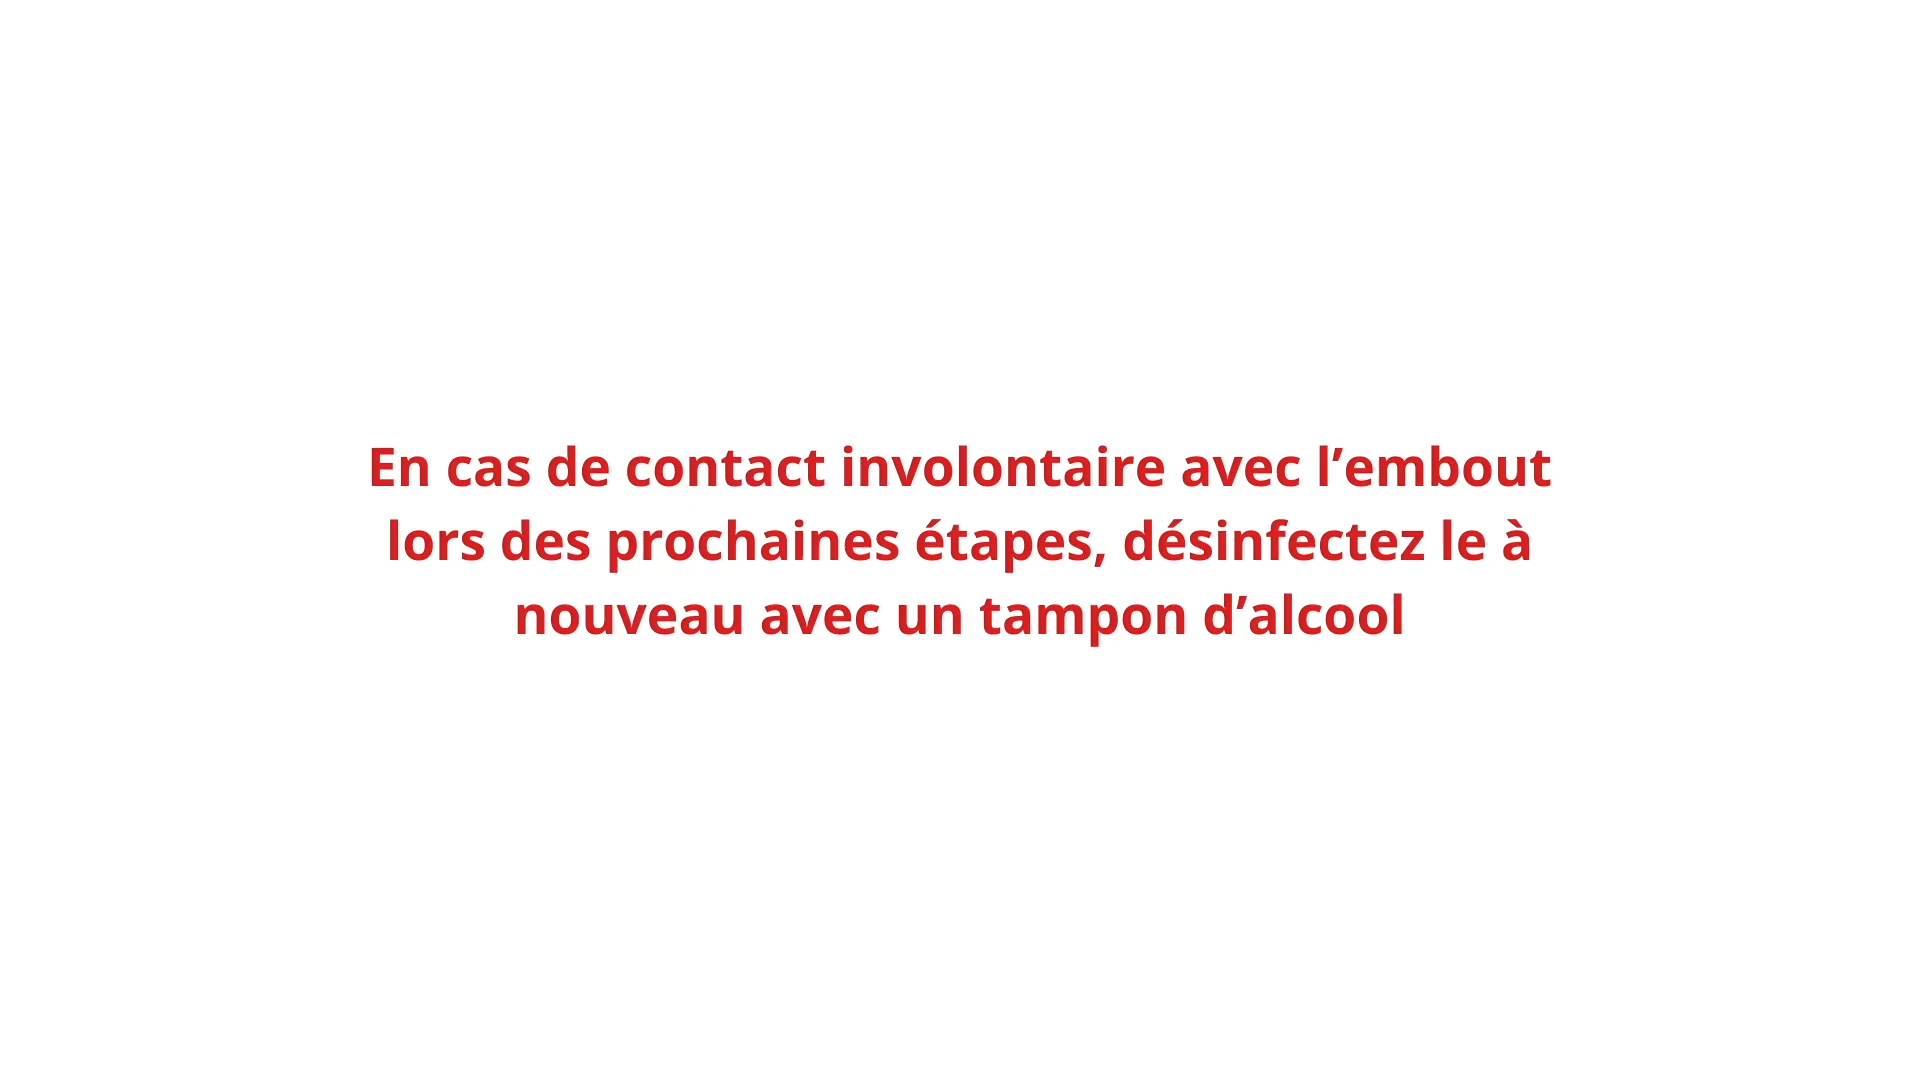 En cas de contact involontaire avec l’embout
lors des prochaines étapes, désinfectez le à
nouveau avec un tampon d’alcool